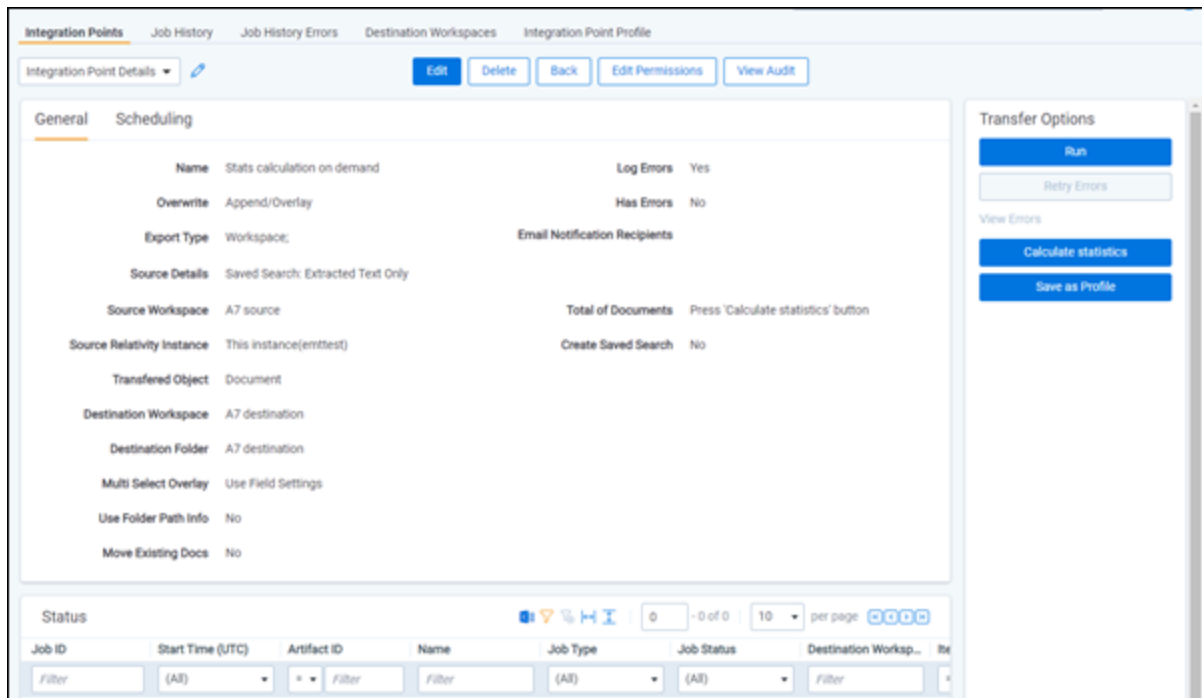 Integration Points Job History Job History Errors Destination Workspaces Integration Point Profile
Integration Point Details Edit Delete Back Edit Permissions View Audit
General Scheduling
Name Stats calculation on demand Log Errors Yes
Overwrite Append/Overlay Has Errors No
Export Type Workspace; Email Notification Recipients
Source Details Saved Search: Extracted Text Only
Source Workspace A7 source Total of Documents Press 'Calculate statistics' button
Source Relativity Instance This instance(emttest) Create Saved Search No
Transfered Object Document
Destination Workspace A7 destination
Destination Folder A7 destination
Multi Select Overlay Use Field Settings
Use Folder Path Info No
Move Existing Docs No
Transfer Options
Run
Retry Errors
View Errors
Calculate statistics
Save as Profile
Status 0 - 0 of 0 10 per page
Job ID Start Time (UTC) Artifact ID Name Job Type Job Status Destination Worksp... Ite
Filter (All) = Filter Filter (All) (All) Filter =